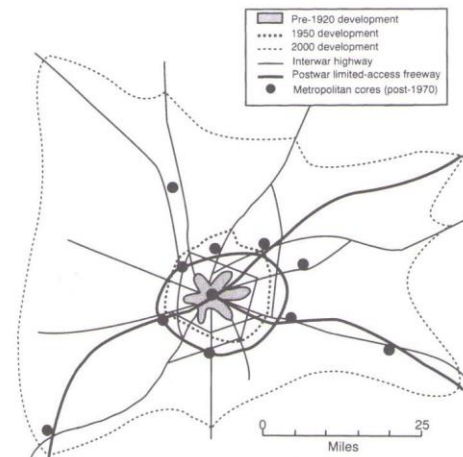 Pre-1920 development
1950 development
2000 development
Interwar highway
Postwar limited-access freeway
Metropolitan cores (post-1970)
0
25
Miles